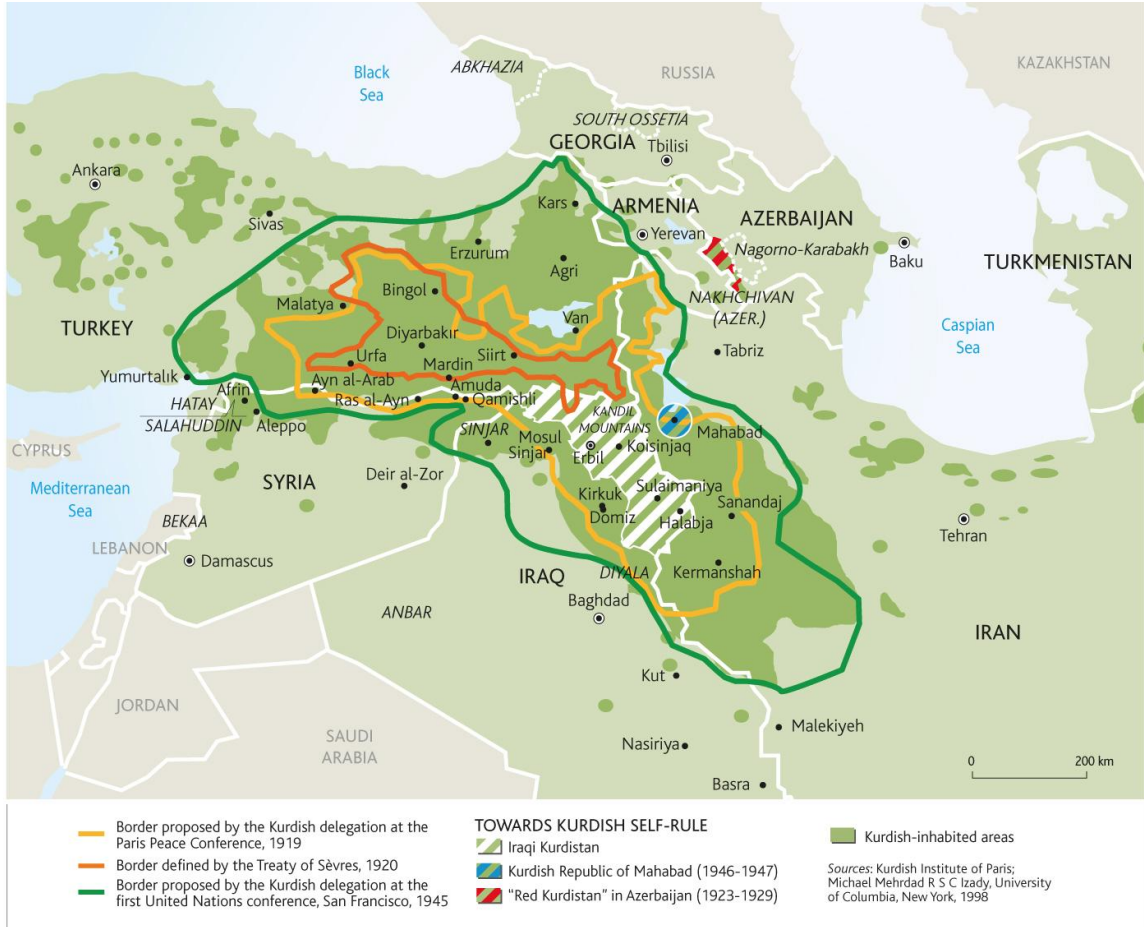 KAZAKHSTAN
Black
Sea
ABKHAZIA
RUSSIA
SOUTH OSSETIA
GEORGIA
Tbilisi
Ankara
Sivas
Kars
ARMENIA
AZERBAIJAN
Yerevan
Nagorno-Karabakh
Baku
TURKMENISTAN
Erzurum
Agri
NAKHCHIVAN
(AZER.)
Malatya
Bingol
Van
TURKEY
Caspian
Sea
Diyarbakır
Tabriz
Urfa
Mardin
Siirt
Yumurtalık
Afrin
Ayn al-Arab
Ras al-Ayn
Amuda
Qamishli
HATAY
SALAHUDDIN
Aleppo
SINJAR
KANDIL
MOUNTAINS
Mahabad
Mosul
Sinjar
Erbil
Koisinjaq
CYPRUS
Deir al-Zor
SYRIA
Mediterranean
Sea
Kirkuk
Domiz
Sulaimaniya
Halabja
Sanandaj
Tehran
BEKAA
LEBANON
Damascus
IRAQ
DIYALA
Kermanshah
Baghdad
ANBAR
IRAN
Kut
JORDAN
SAUDI
ARABIA
Malekiyeh
Nasiriya
Basra
0
200 km
Border proposed by the Kurdish delegation at the
Paris Peace Conference, 1919
Border defined by the Treaty of Sèvres, 1920
Border proposed by the Kurdish delegation at the
first United Nations conference, San Francisco, 1945
TOWARDS KURDISH SELF-RULE
Iraqi Kurdistan
Kurdish Republic of Mahabad (1946-1947)
“Red Kurdistan” in Azerbaijan (1923-1929)
Kurdish-inhabited areas
Sources: Kurdish Institute of Paris;
Michael Mehrdad R S C Izady, University
of Columbia, New York, 1998